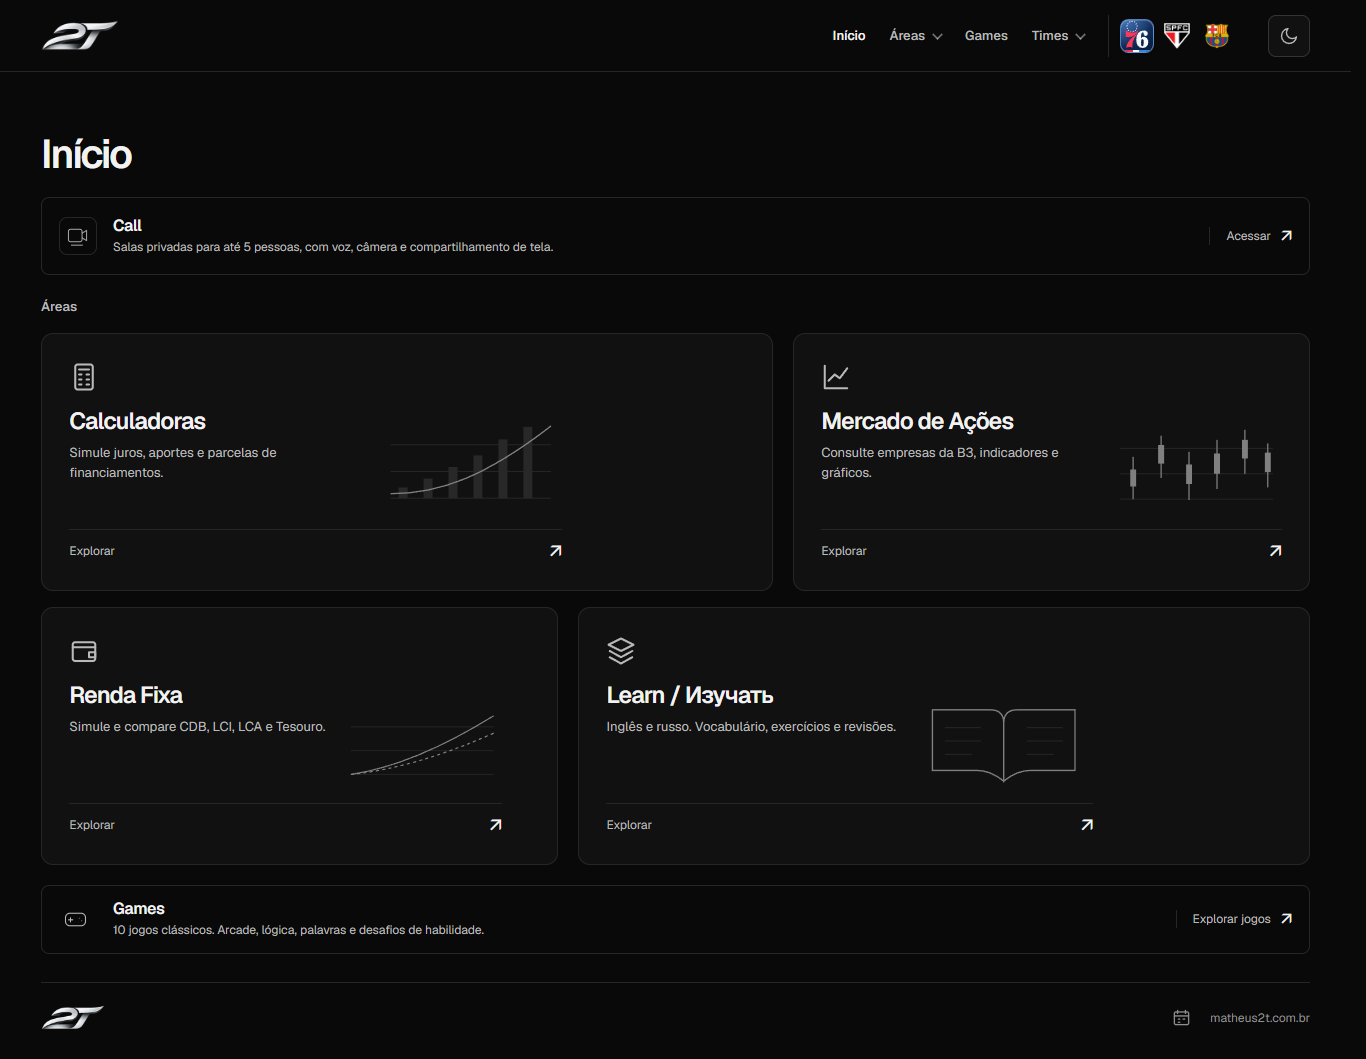 2T
Início
Áreas
Games
Times
76
SPFC
Início
Call
Salas privadas para até 5 pessoas, com voz, câmera e compartilhamento de tela.
Acessar
Áreas
Calculadoras
Simule juros, aportes e parcelas de
financiamentos.
Explorar
Mercado de Ações
Consulte empresas da B3, indicadores e
gráficos.
Explorar
Renda Fixa
Simule e compare CDB, LCI, LCA e Tesouro.
Explorar
Learn / Изучать
Inglês e russo. Vocabulário, exercícios e revisões.
Explorar
Games
10 jogos clássicos. Arcade, lógica, palavras e desafios de habilidade.
Explorar jogos
2T
matheus2t.com.br